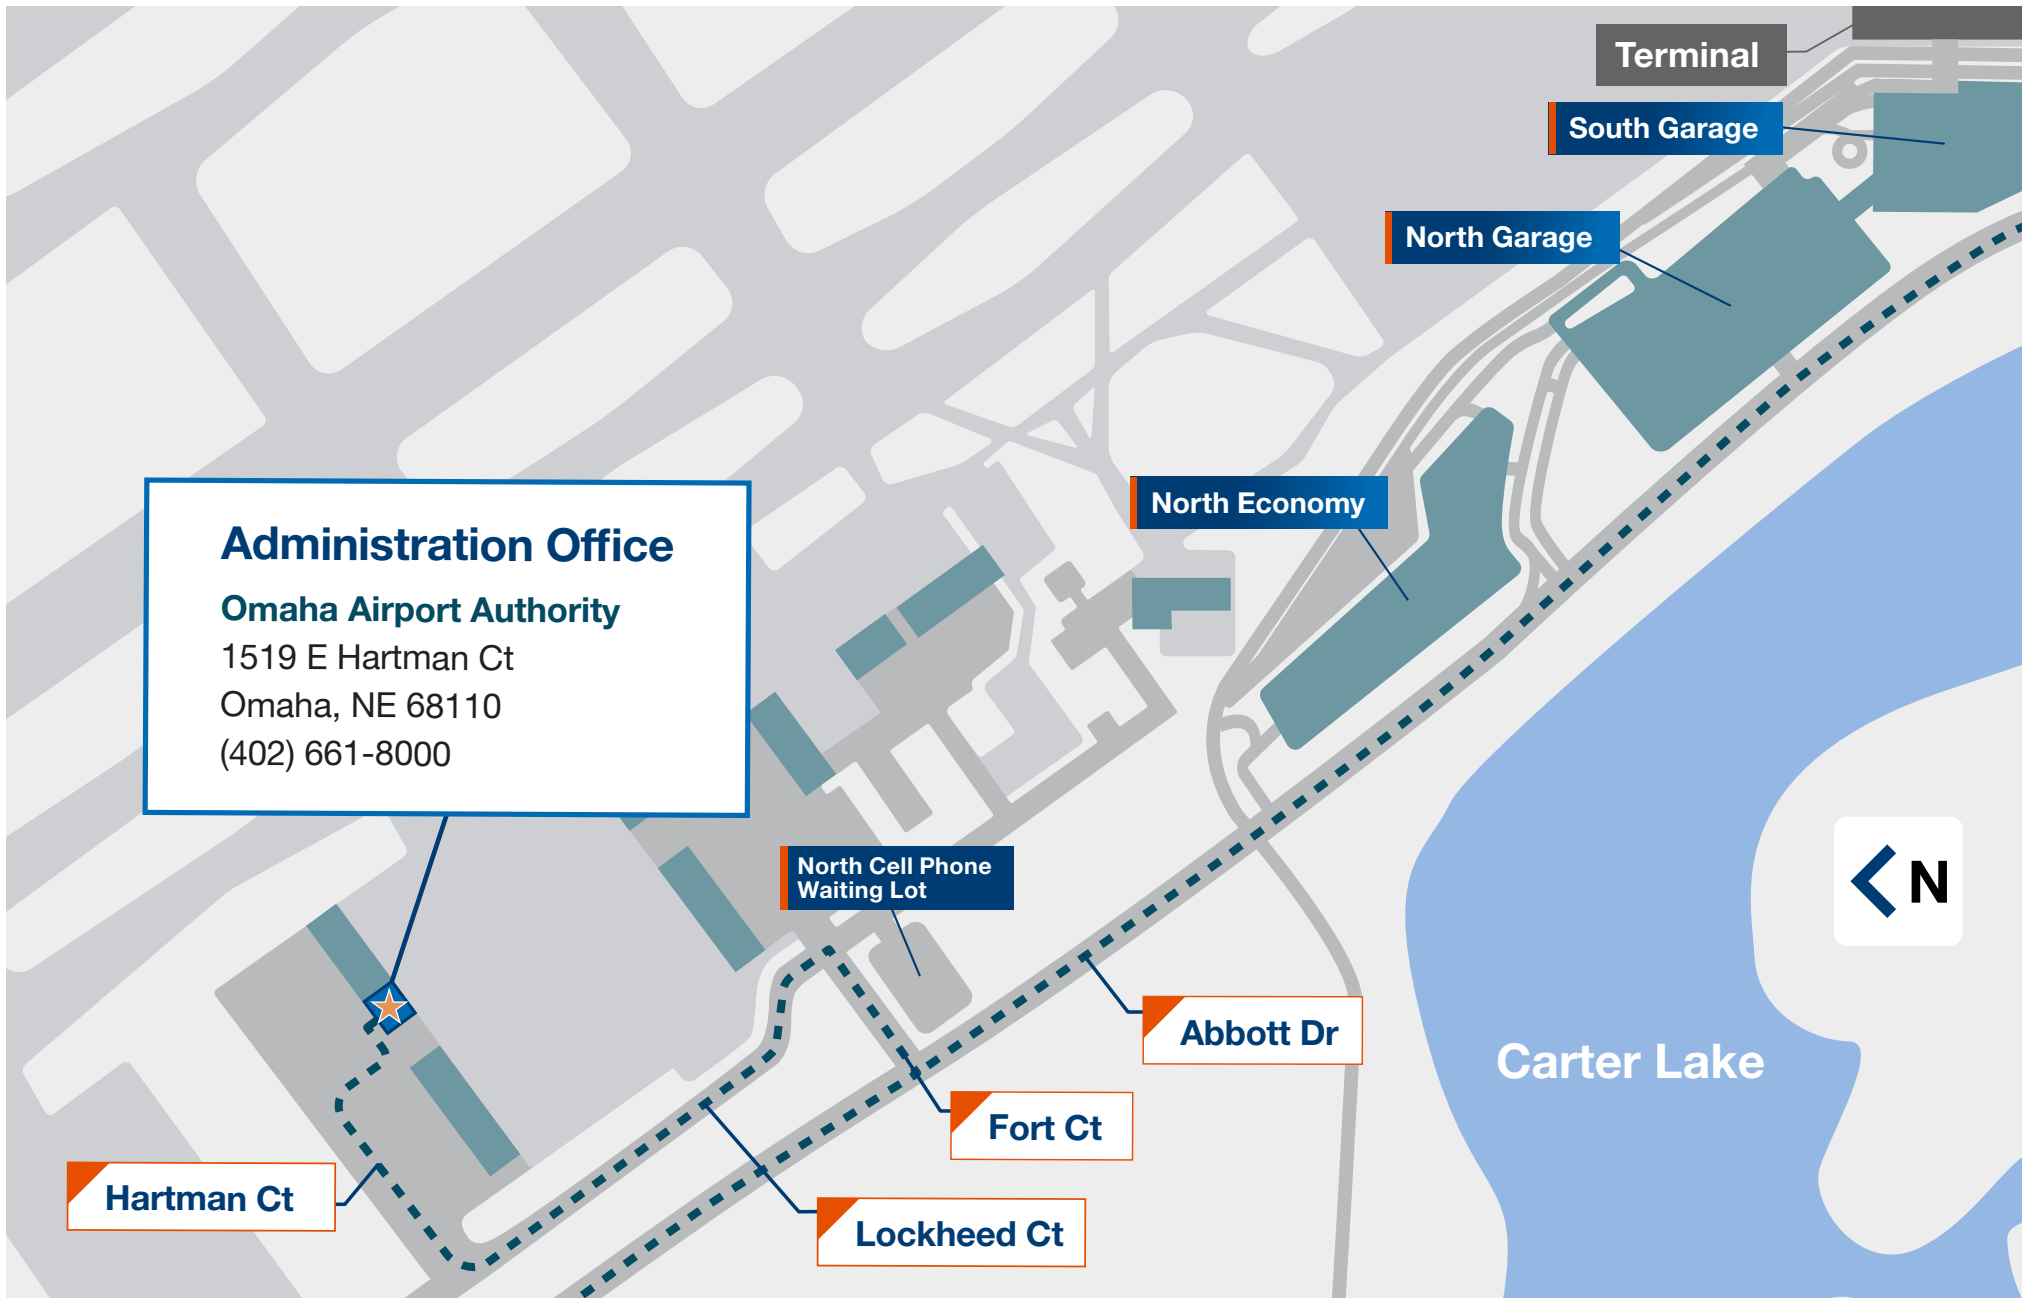 Terminal
South Garage
North Garage
North Economy
Administration Office
Omaha Airport Authority
1519 E Hartman Ct
Omaha, NE 68110
(402) 661-8000
North Cell Phone
Waiting Lot
N
Abbott Dr
Carter Lake
Fort Ct
Hartman Ct
Lockheed Ct